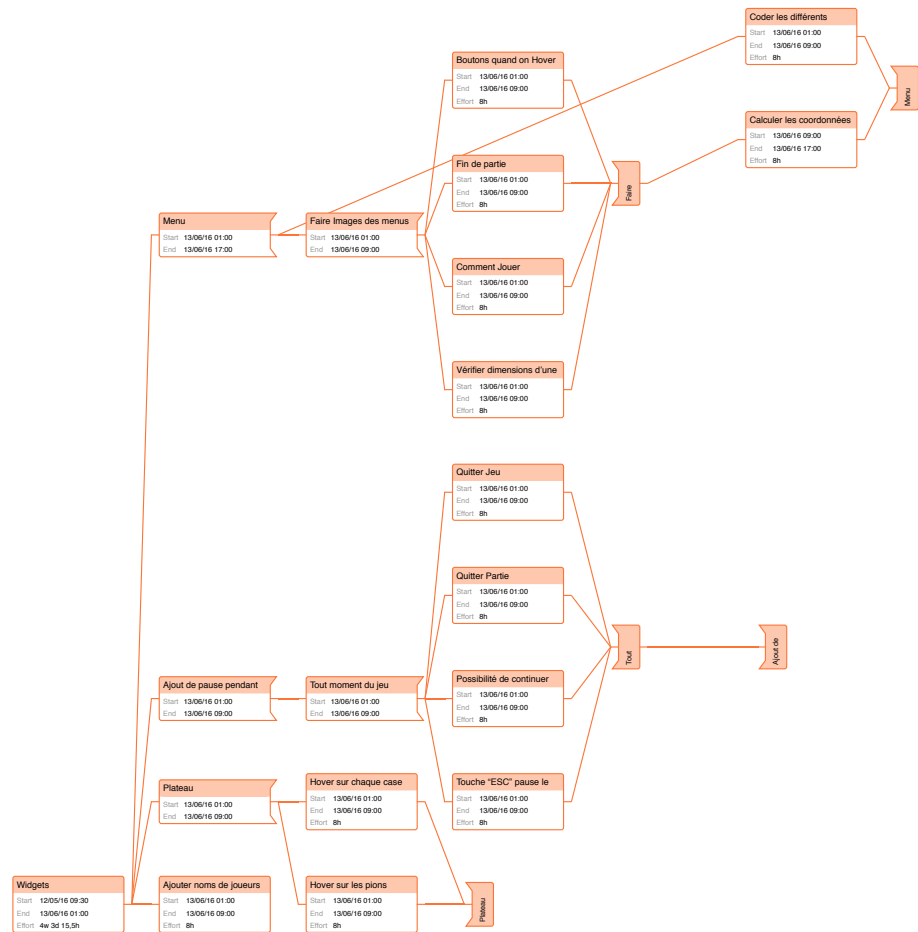 Coder les différents
Start 13/06/16 01:00
End 13/06/16 09:00
Effort 8h
Menu
Boutons quand on Hover
Start 13/06/16 01:00
End 13/06/16 09:00
Effort 8h
Calculer les coordonnées
Start 13/06/16 09:00
End 13/06/16 17:00
Effort 8h
Fin de partie
Start 13/06/16 01:00
End 13/06/16 09:00
Effort 8h
Faire
Menu
Start 13/06/16 01:00
End 13/06/16 17:00
Faire Images des menus
Start 13/06/16 01:00
End 13/06/16 09:00
Comment Jouer
Start 13/06/16 01:00
End 13/06/16 09:00
Effort 8h
Vérifier dimensions d'une
Start 13/06/16 01:00
End 13/06/16 09:00
Effort 8h
Quitter Jeu
Start 13/06/16 01:00
End 13/06/16 09:00
Effort 8h
Quitter Partie
Start 13/06/16 01:00
End 13/06/16 09:00
Effort 8h
Tout
Ajout de
Ajout de pause pendant
Start 13/06/16 01:00
End 13/06/16 09:00
Tout moment du jeu
Start 13/06/16 01:00
End 13/06/16 09:00
Possibilité de continuer
Start 13/06/16 01:00
End 13/06/16 09:00
Effort 8h
Plateau
Start 13/06/16 01:00
End 13/06/16 09:00
Hover sur chaque case
Start 13/06/16 01:00
End 13/06/16 09:00
Effort 8h
Touche "ESC" pause le
Start 13/06/16 01:00
End 13/06/16 09:00
Effort 8h
Widgets
Start 12/05/16 09:30
End 13/06/16 01:00
Effort 4w 3d 15,5h
Ajouter noms de joueurs
Start 13/06/16 01:00
End 13/06/16 09:00
Effort 8h
Hover sur les pions
Start 13/06/16 01:00
End 13/06/16 09:00
Effort 8h
Plateau